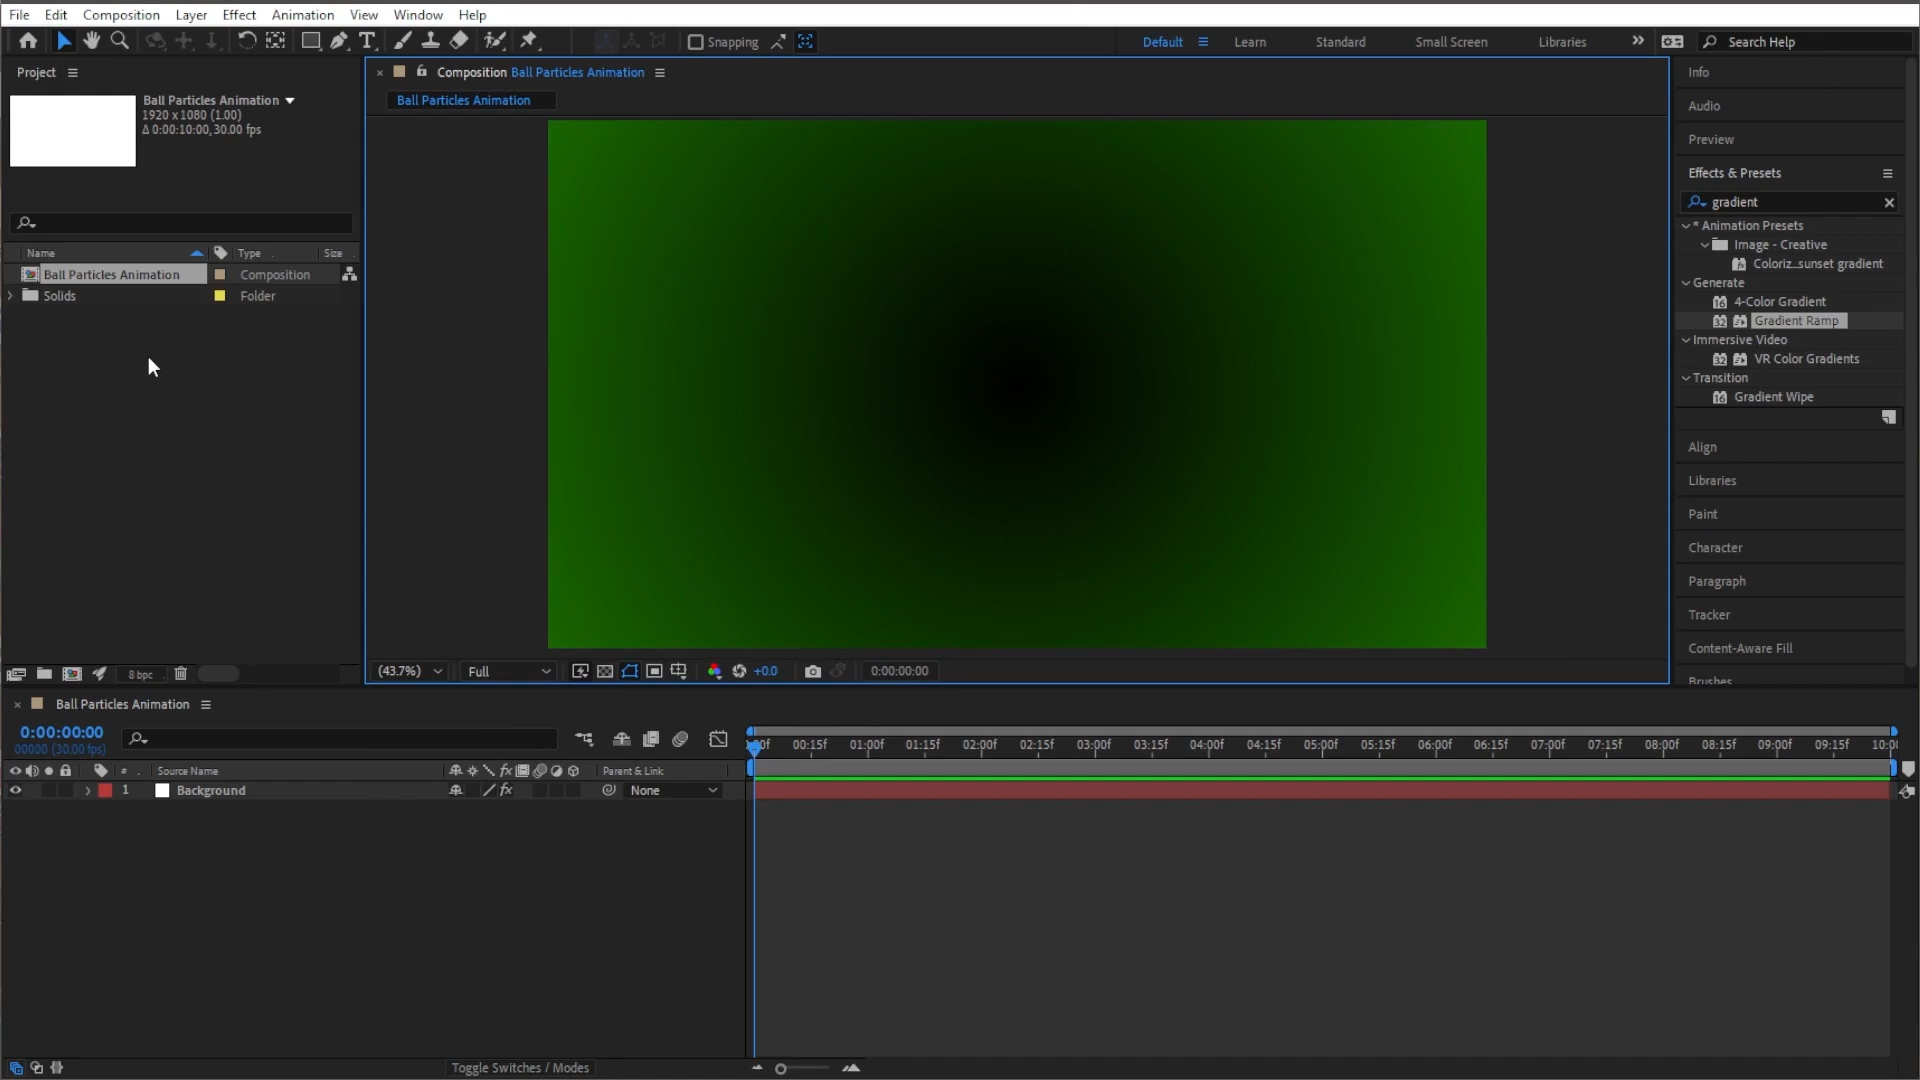 File Edit Composition Layer Effect Animation View Window Help
Snapping Default Learn Standard Small Screen Libraries Search Help
Project
Ball Particles Animation
1920 x 1080 (1.00)
Δ 0:00:10:00, 30.00 fps
Name Type Size
Ball Particles Animation Composition
Solids Folder
8 bpc
Composition Ball Particles Animation
Ball Particles Animation
(43.7%) Full +0.0 0:00:00:00
Info
Audio
Preview
Effects & Presets
gradient
* Animation Presets
Image - Creative
Coloriz...sunset gradient
Generate
4-Color Gradient
Gradient Ramp
Immersive Video
VR Color Gradients
Transition
Gradient Wipe
Align
Libraries
Paint
Character
Paragraph
Tracker
Content-Aware Fill
Brushes
Ball Particles Animation
0:00:00:00
00000 (30.00 fps)
00:15f 01:00f 01:15f 02:00f 02:15f 03:00f 03:15f 04:00f 04:15f 05:00f 05:15f 06:00f 06:15f 07:00f 07:15f 08:00f 08:15f 09:00f 09:15f 10:00
# Source Name Parent & Link
1 Background None
Toggle Switches / Modes